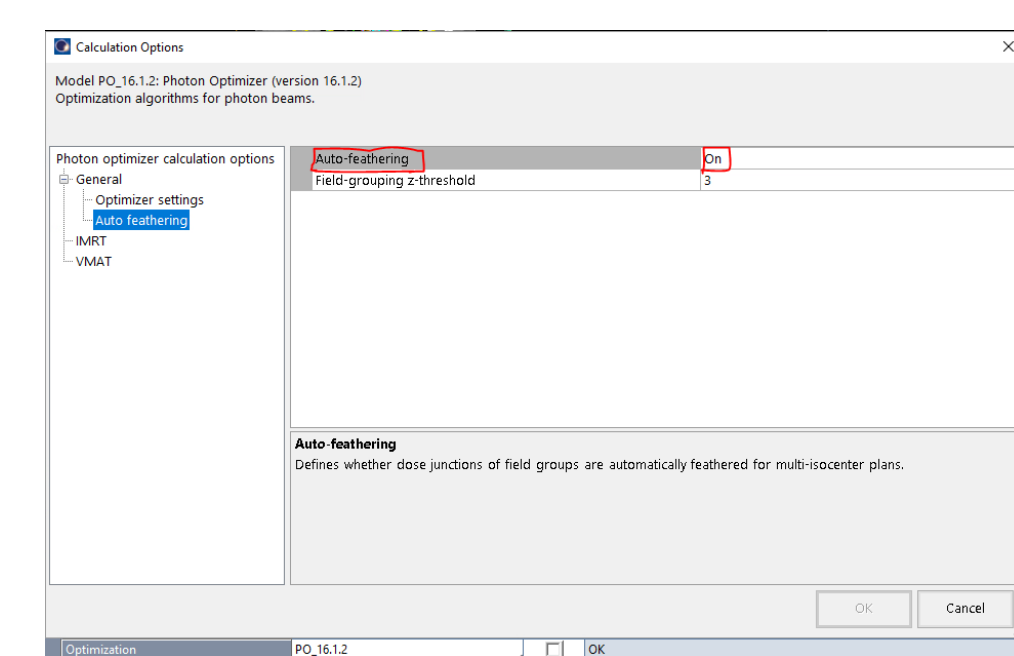 Calculation Options
Model PO_16.1.2: Photon Optimizer (version 16.1.2)
Optimization algorithms for photon beams.
Photon optimizer calculation options
General
Optimizer settings
Auto feathering
IMRT
VMAT
Auto-feathering On
Field-grouping z-threshold 3
Auto-feathering
Defines whether dose junctions of field groups are automatically feathered for multi-isocenter plans.
OK Cancel
Optimization PO_16.1.2 OK